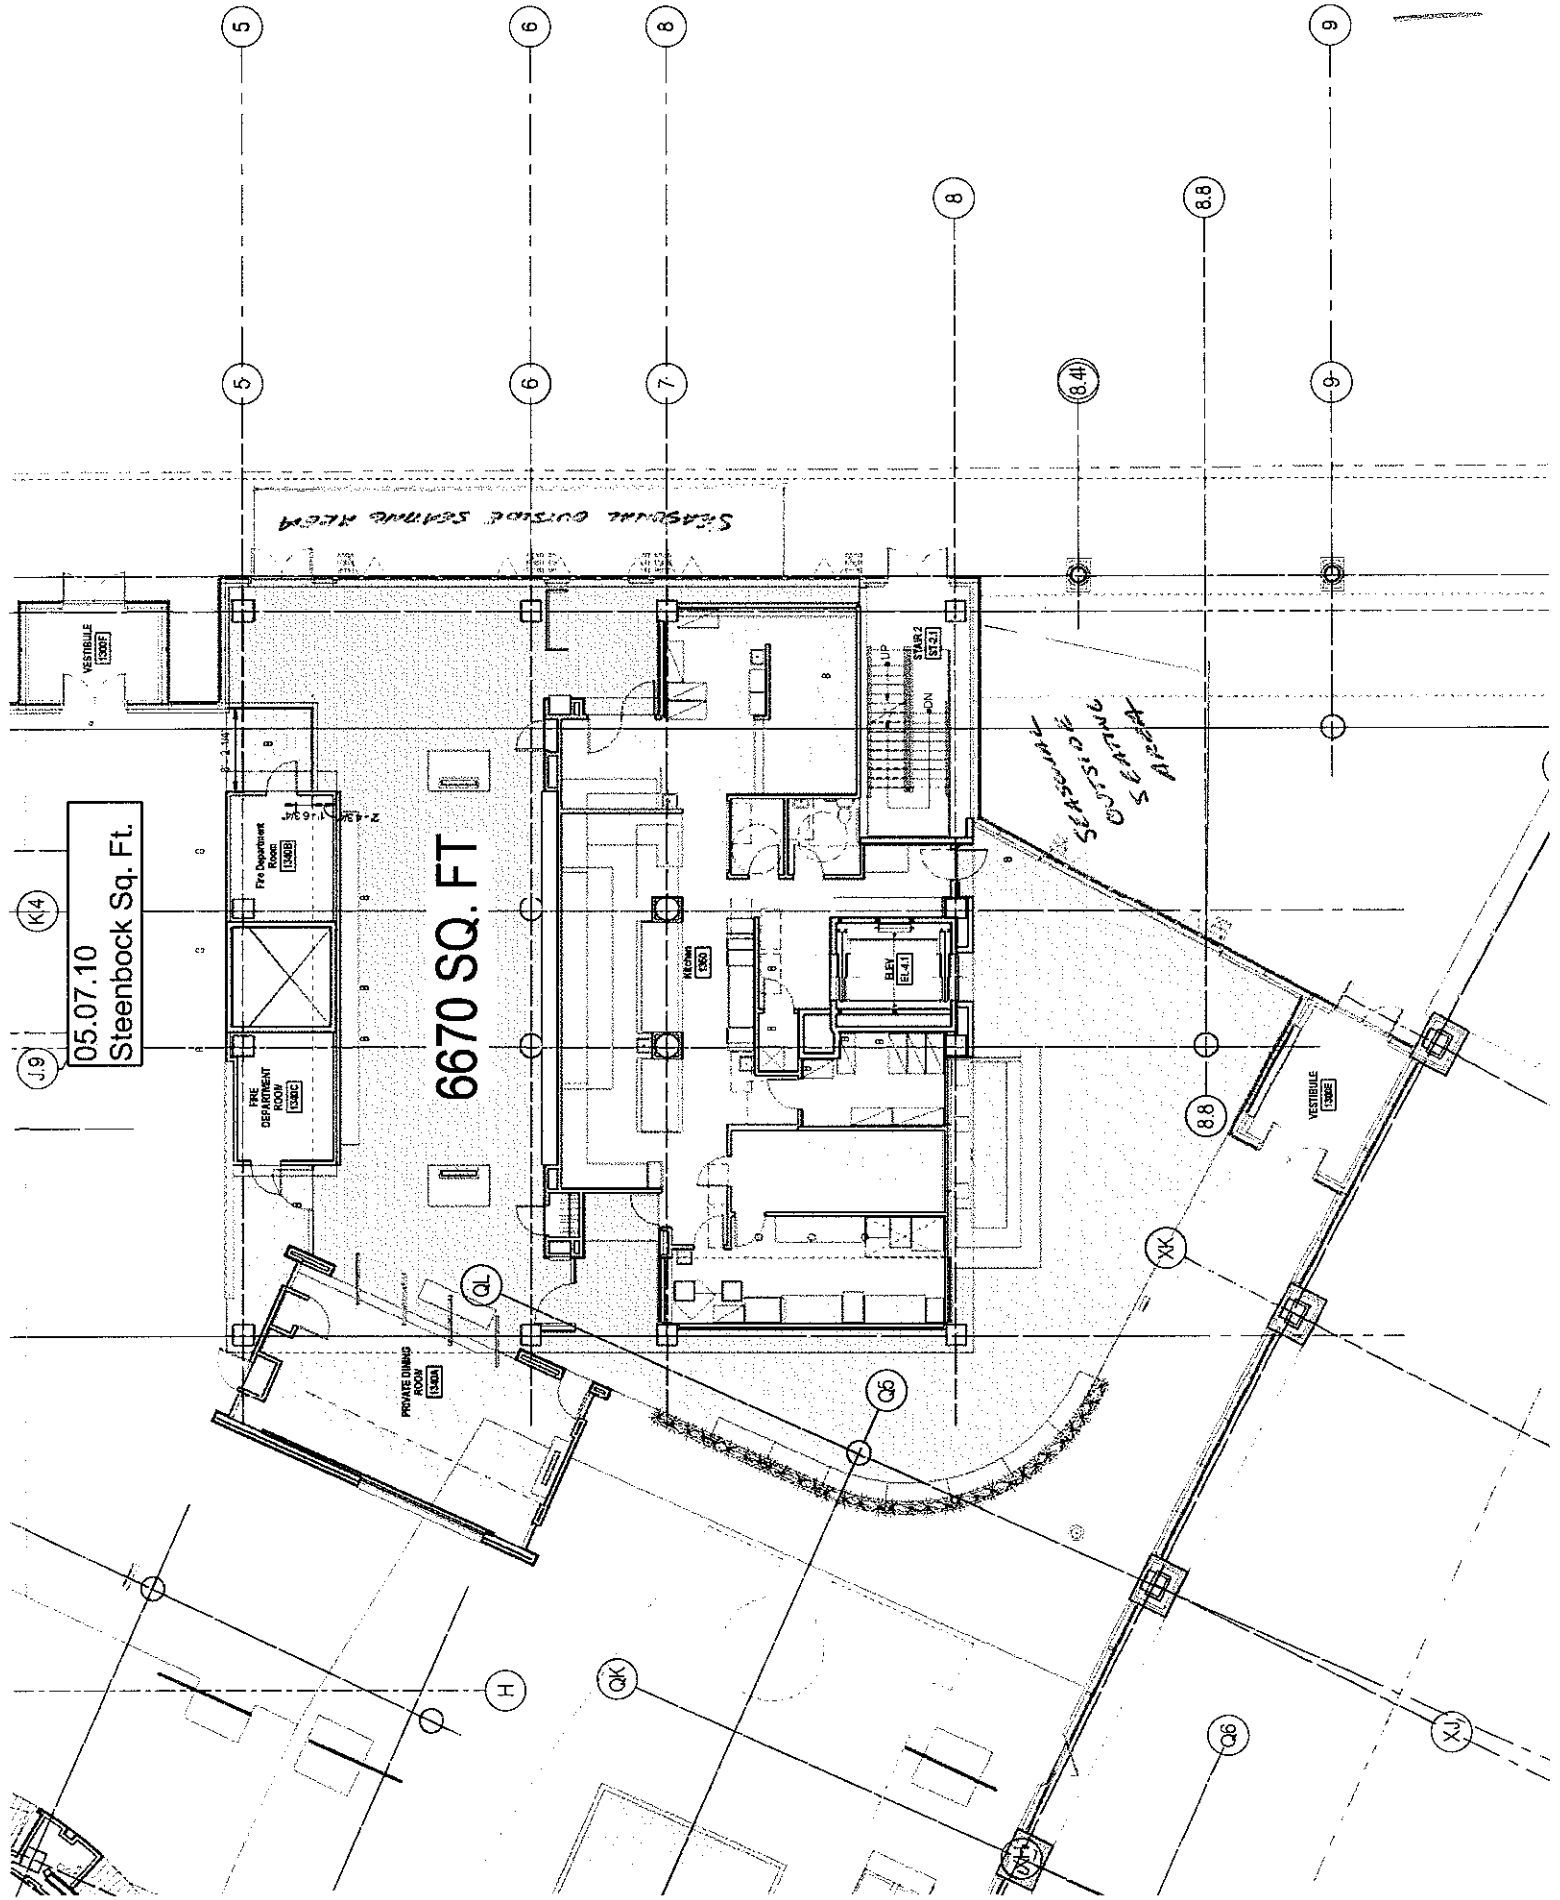 5
6
8
9
5
6
7
8
8.8
8.4
9
K.4
J.9
05.07.10
Steenbock Sq. Ft.
SEASONAL OUTSIDE SEATING AREA
VESTIBULE
1300F
Fire Department
Room
1340B
FIRE
DEPARTMENT
ROOM
1340C
6670 SQ. FT
Kitchen
1350
ELEV
EL-4.1
STAIR 2
ST-2.1
UP
DN
SEASONAL
OUTSIDE
SEATING
AREA
PRIVATE DINING
ROOM
1340A
VESTIBULE
1300E
8.8
QL
Q5
XK
H
QK
Q6
XJ